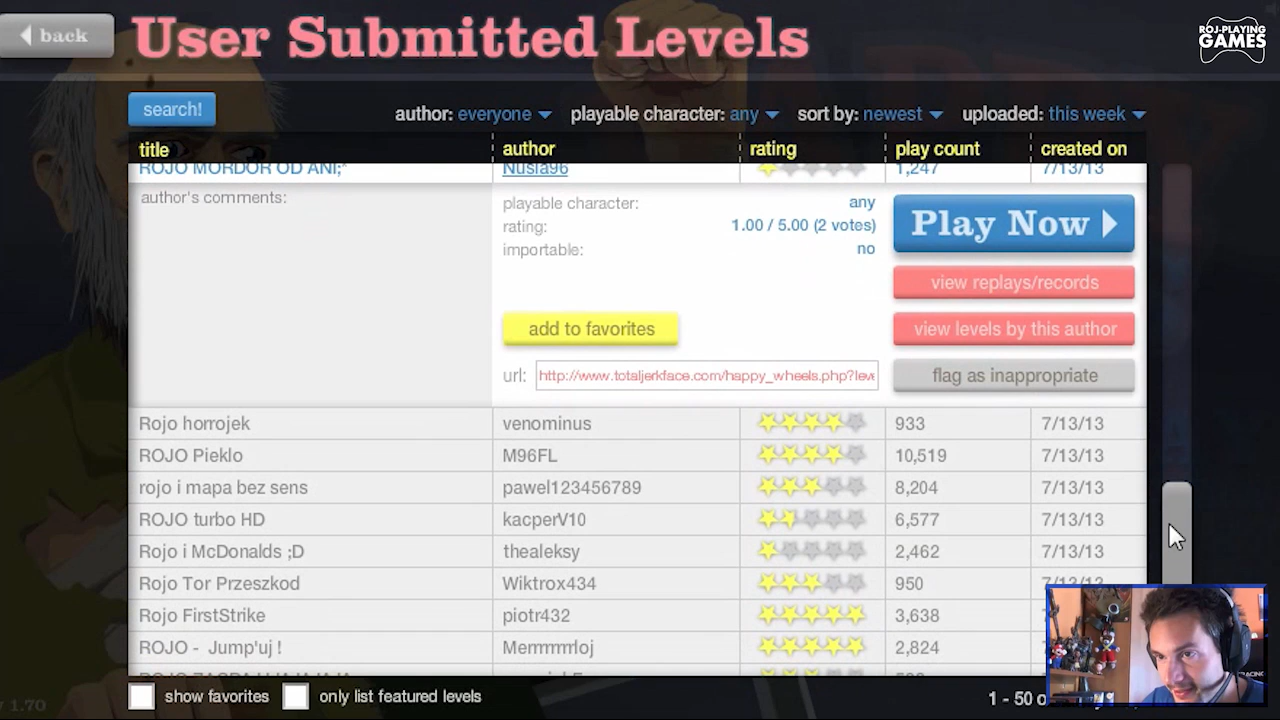 back
User Submitted Levels
ROJ-PLAYING
GAMES
search!
author: everyone playable character: any sort by: newest uploaded: this week
title author rating play count created on
ROJO MORDOR OD ANI;* Nusia96 1,247 7/13/13
author's comments:
playable character: any
rating: 1.00 / 5.00 (2 votes)
importable: no
Play Now
view replays/records
add to favorites
view levels by this author
url: http://www.totaljerkface.com/happy_wheels.php?leve
flag as inappropriate
Rojo horrojek venominus 933 7/13/13
ROJO Pieklo M96FL 10,519 7/13/13
rojo i mapa bez sens pawel123456789 8,204 7/13/13
ROJO turbo HD kacperV10 6,577 7/13/13
Rojo i McDonalds ;D thealeksy 2,462 7/13/13
Rojo Tor Przeszkod Wiktrox434 950 7/13/13
Rojo FirstStrike piotr432 3,638
ROJO - Jump'uj ! Merrrrrrrloj 2,824
show favorites only list featured levels 1 - 50
1.70